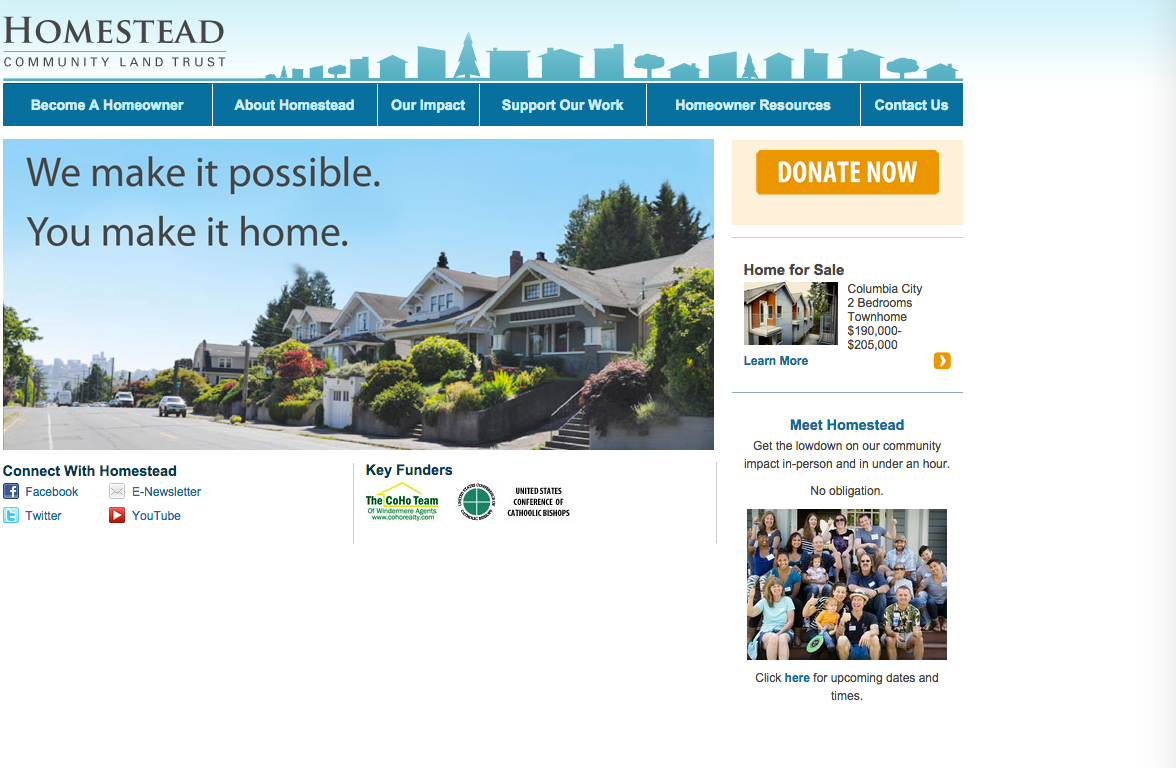 HOMESTEAD
COMMUNITY LAND TRUST
Become A Homeowner
About Homestead
Our Impact
Support Our Work
Homeowner Resources
Contact Us
We make it possible.
You make it home.
DONATE NOW
Home for Sale
Columbia City
2 Bedrooms
Townhome
$190,000-
$205,000
Learn More
Meet Homestead
Get the lowdown on our community
impact in-person and in under an hour.
No obligation.
Click here for upcoming dates and
times.
Connect With Homestead
Facebook
E-Newsletter
Twitter
YouTube
Key Funders
The CoHo Team
Of Windermere Agents
www.cohorealty.com
UNITED STATES CONFERENCE OF CATHOLIC BISHOPS
UNITED STATES
CONFERENCE OF
CATHOOLIC BISHOPS